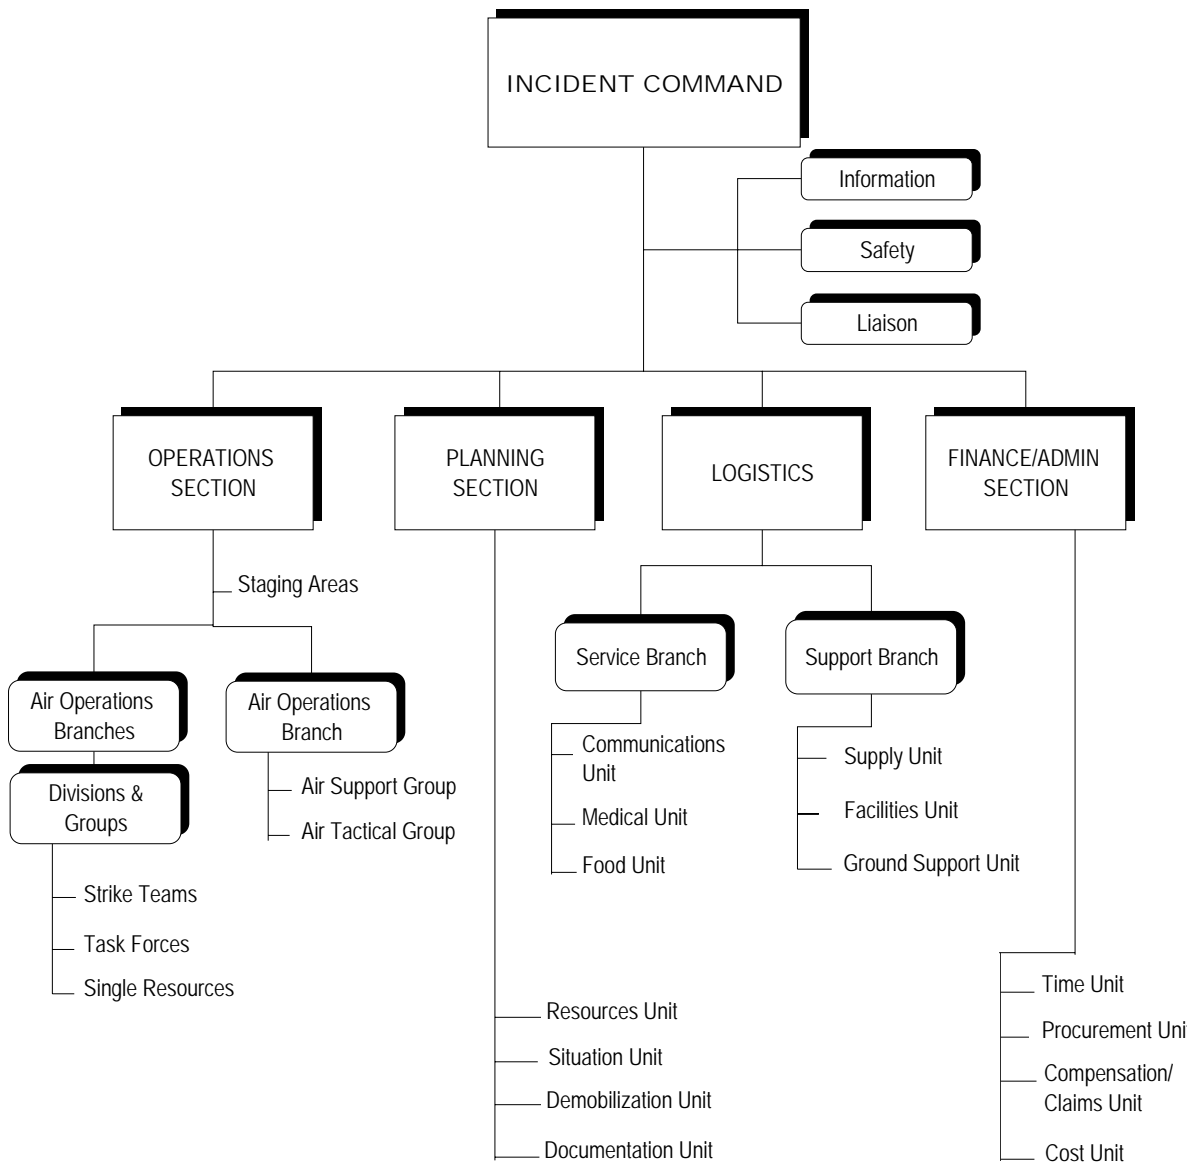 INCIDENT COMMAND
Information
Safety
Liaison
OPERATIONS
SECTION
PLANNING
SECTION
LOGISTICS
FINANCE/ADMIN
SECTION
Staging Areas
Air Operations
Branches
Air Operations
Branch
Divisions &
Groups
Air Support Group
Air Tactical Group
Strike Teams
Task Forces
Single Resources
Resources Unit
Situation Unit
Demobilization Unit
Documentation Unit
Service Branch
Support Branch
Communications
Unit
Medical Unit
Food Unit
Supply Unit
Facilities Unit
Ground Support Unit
Time Unit
Procurement Uni
Compensation/
Claims Unit
Cost Unit